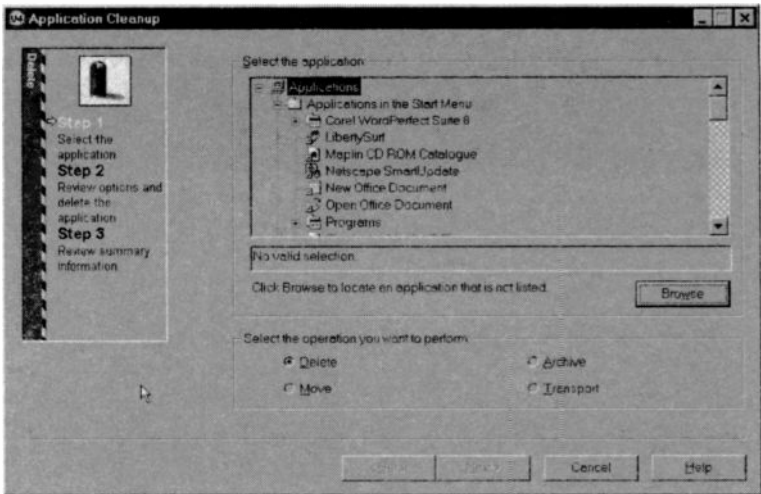 Application Cleanup
Delete
Step 1
Select the
application
Step 2
Review options and
delete the
application
Step 3
Review summary
information
Select the application
Applications
Applications in the Start Menu
Corel WordPerfect Suite 8
LibertySurf
Maplin CD ROM Catalogue
Netscape SmartUpdate
New Office Document
Open Office Document
Programs
No valid selection.
Click Browse to locate an application that is not listed.
Browse
Select the operation you want to perform
Delete
Archive
Move
Transport
Cancel
Help